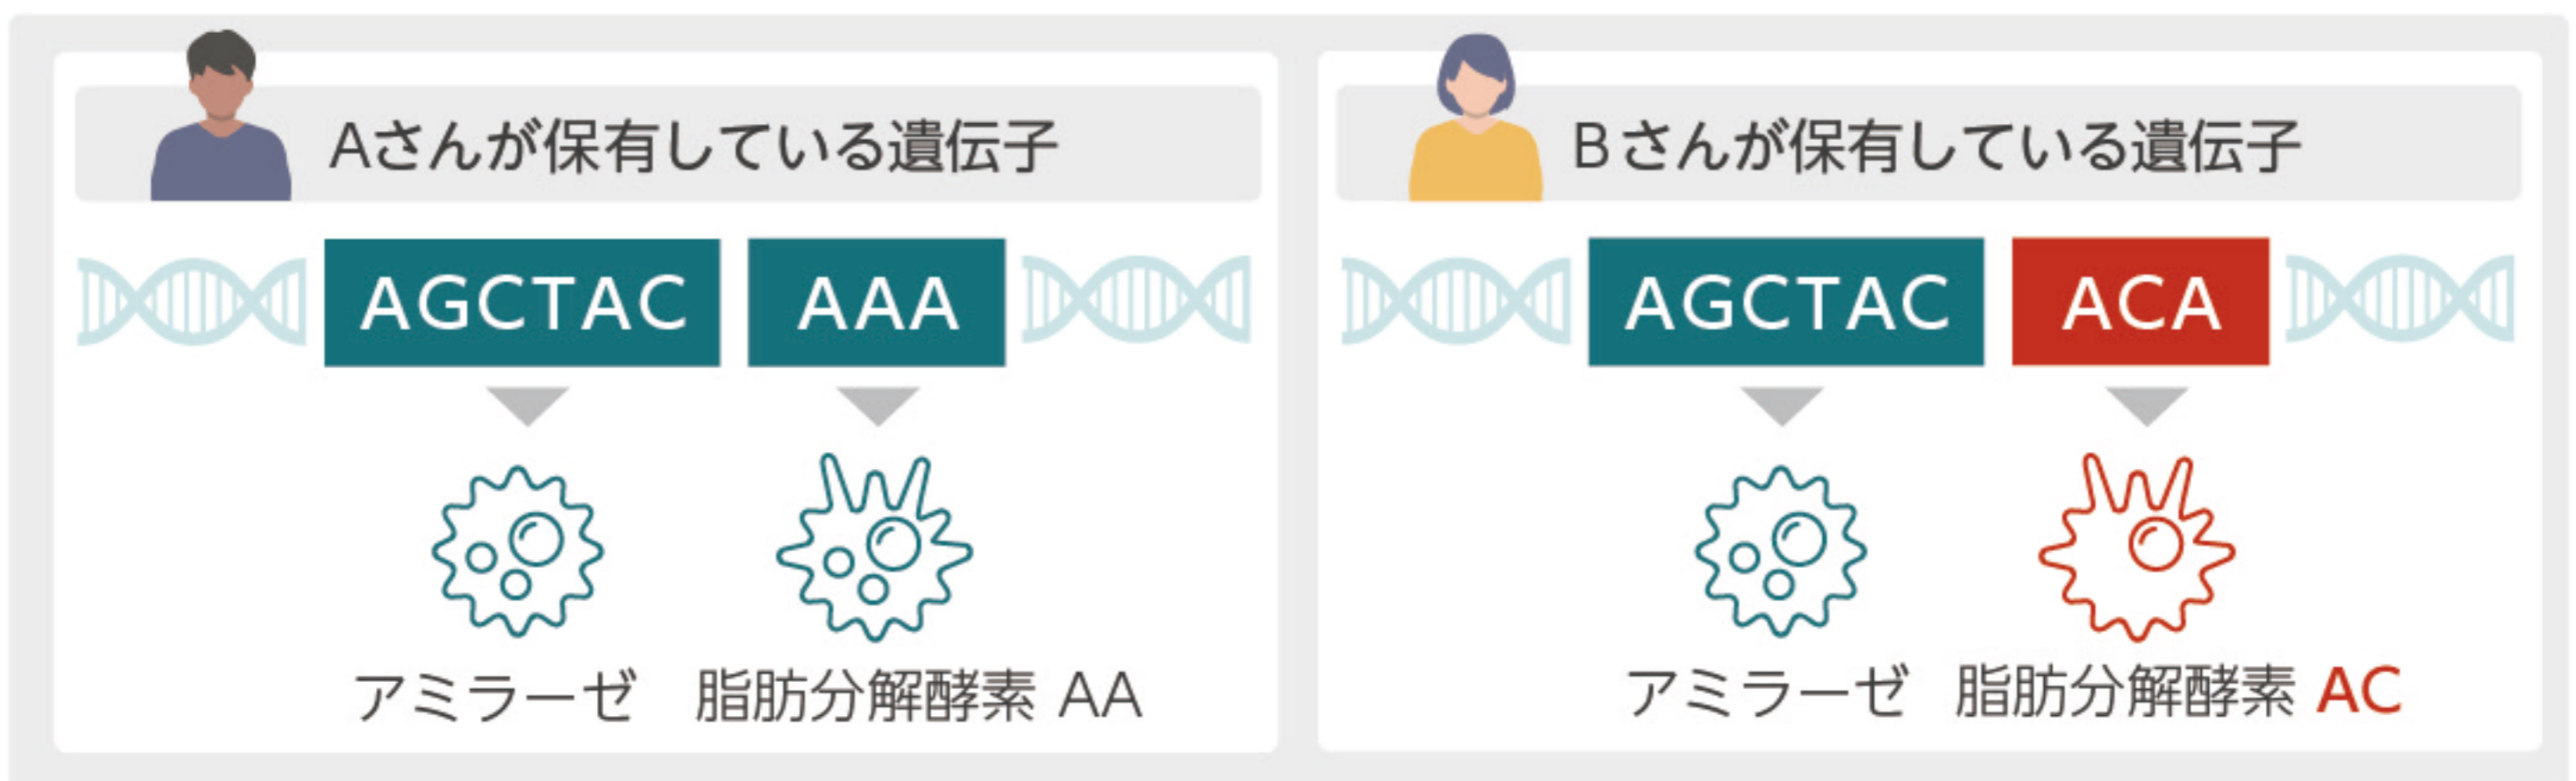 Aさんが保有している遺伝子
AGCTAC AAA
アミラーゼ 脂肪分解酵素 AA
Bさんが保有している遺伝子
AGCTAC ACA
アミラーゼ 脂肪分解酵素 AC